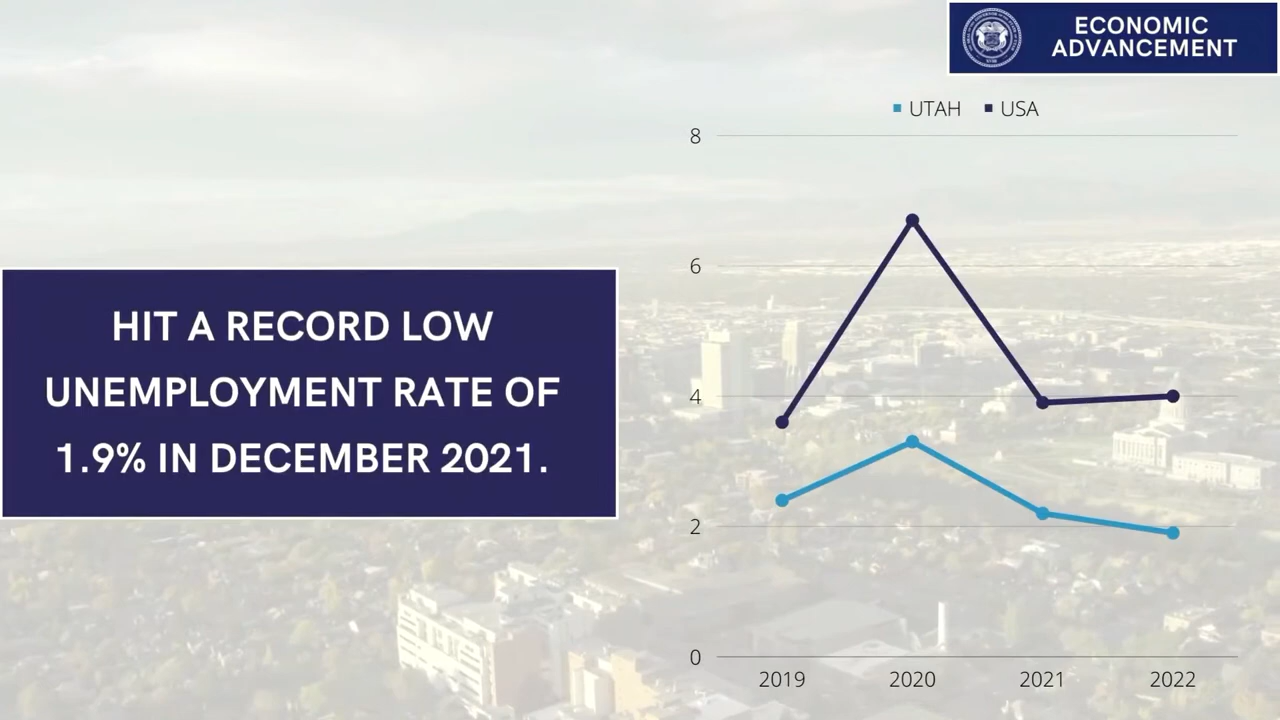 ECONOMIC
ADVANCEMENT
UTAH USA
8
6
4
2
0
2019 2020 2021 2022
HIT A RECORD LOW
UNEMPLOYMENT RATE OF
1.9% IN DECEMBER 2021.